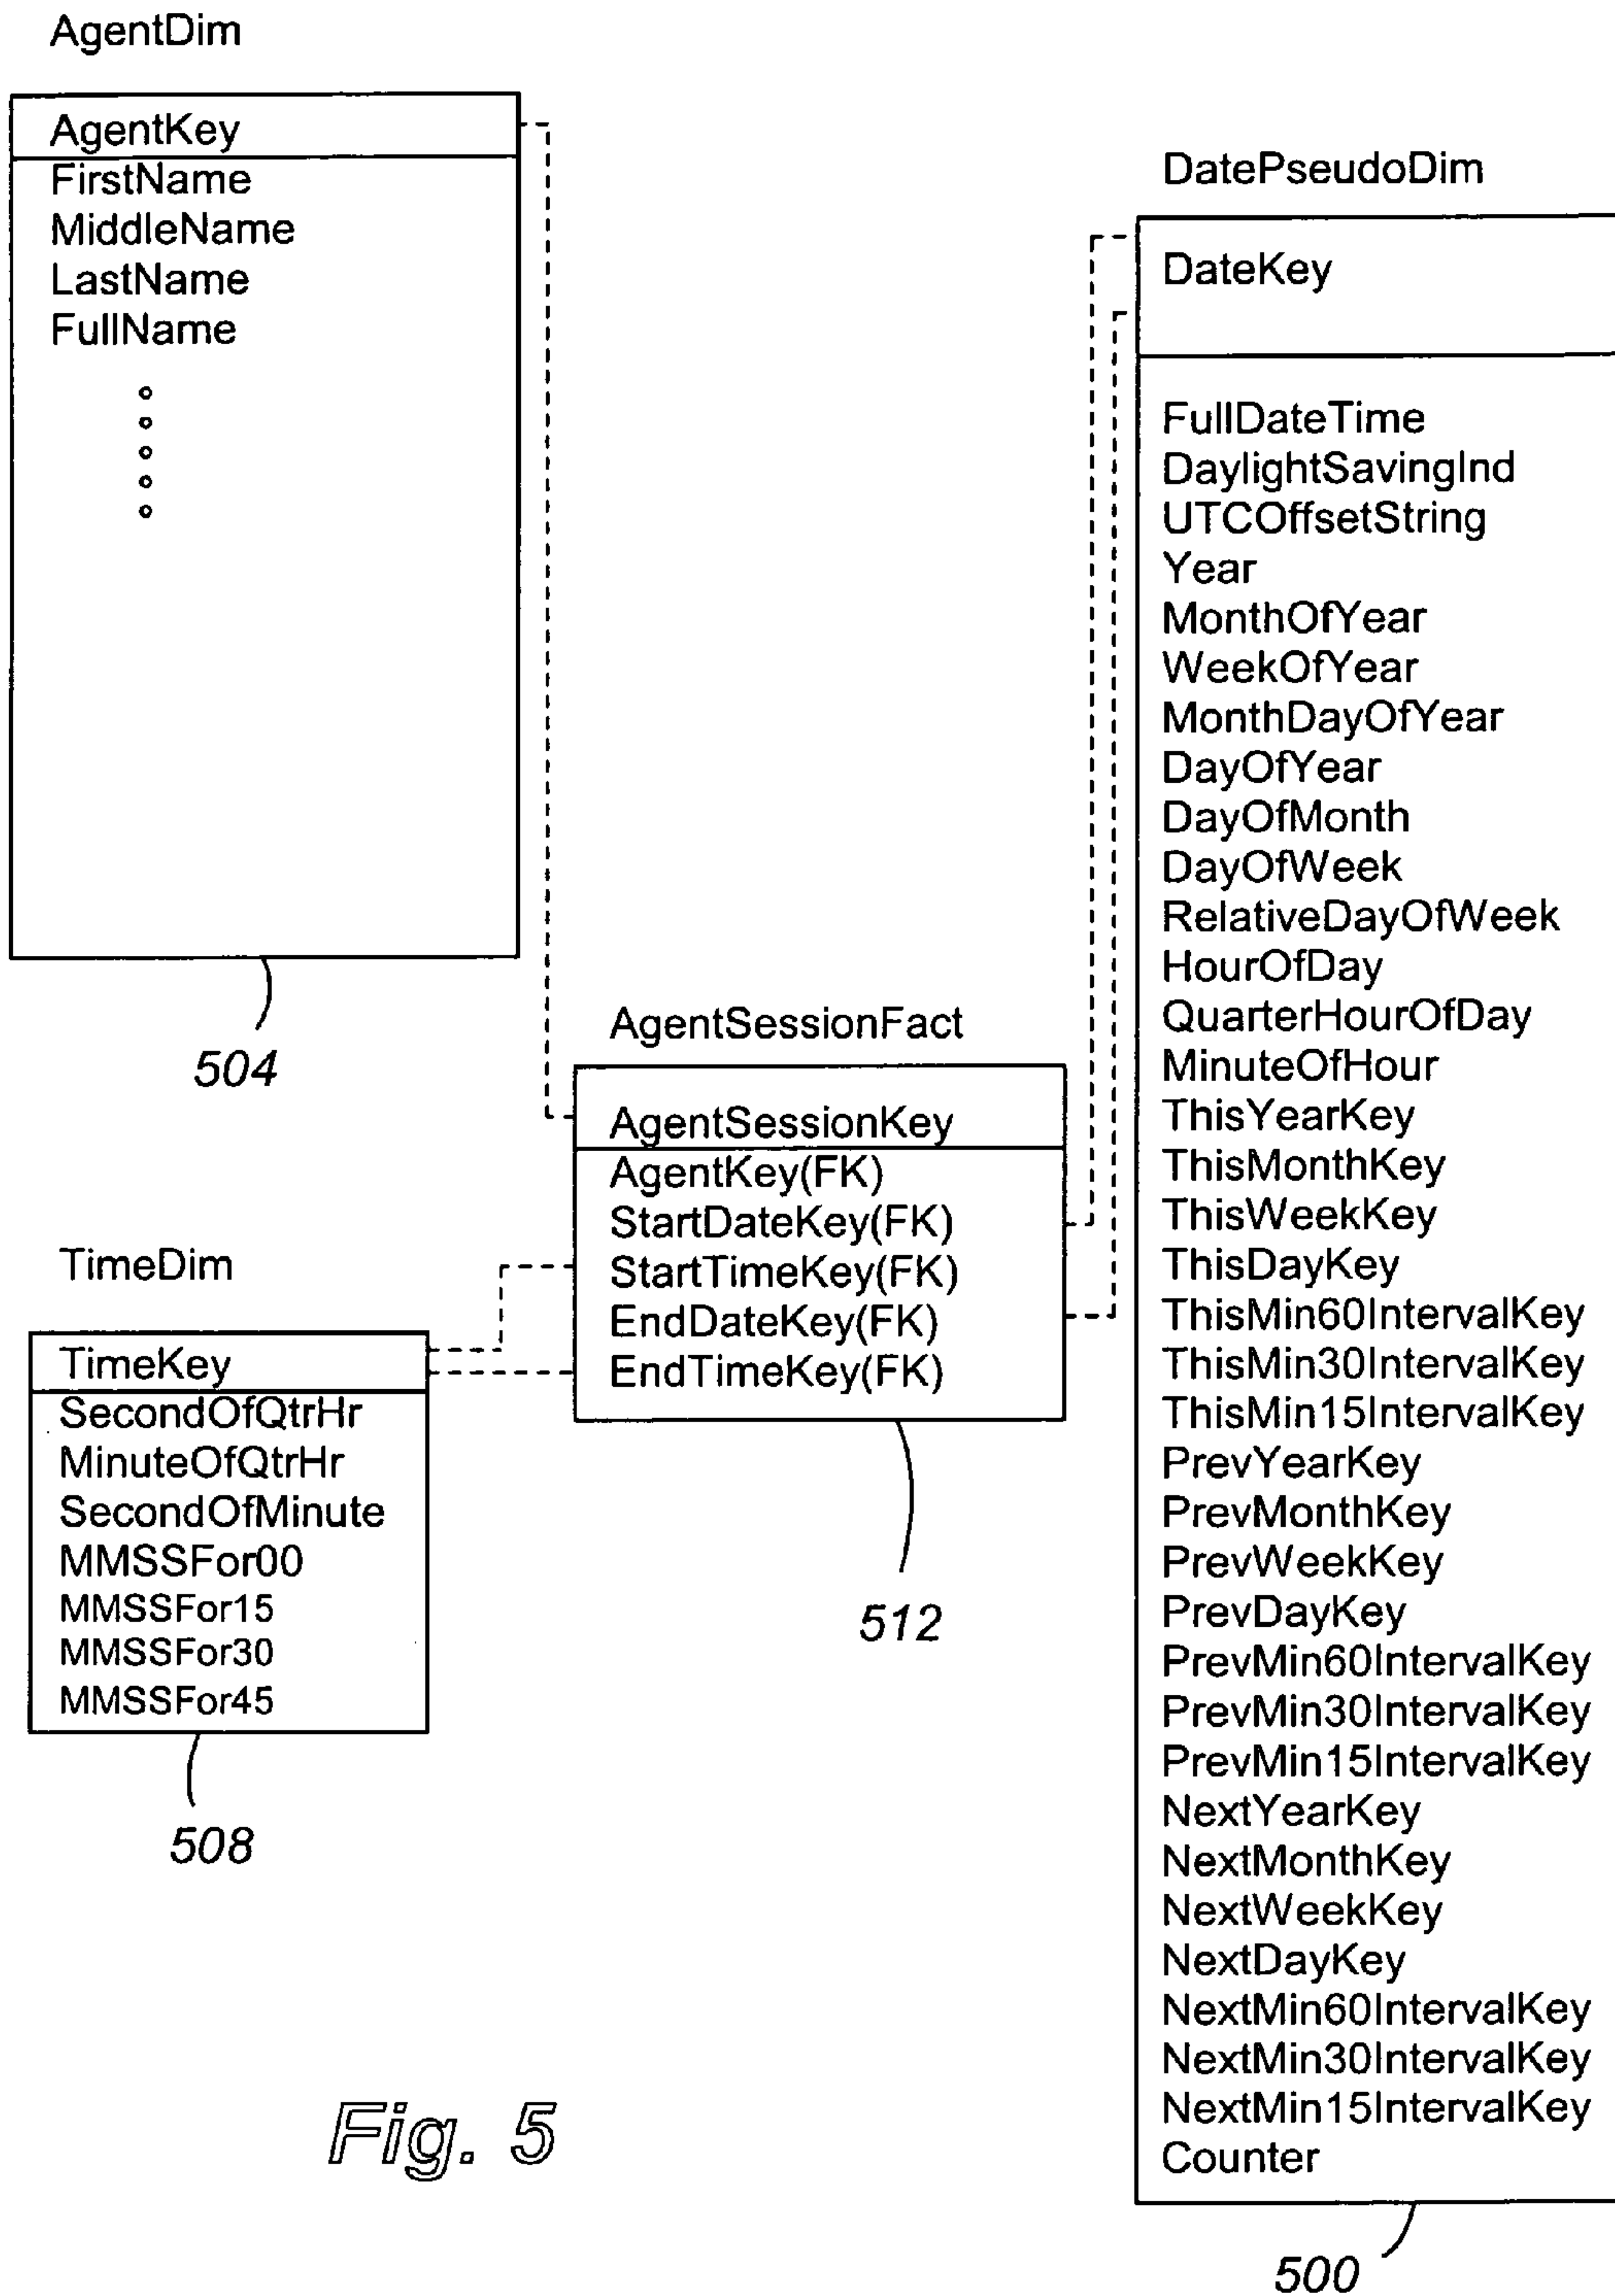 AgentDim
AgentKey
FirstName
MiddleName
LastName
FullName
504
DatePseudoDim
DateKey
FullDateTime
DaylightSavingInd
UTCOffsetString
Year
MonthOfYear
WeekOfYear
MonthDayOfYear
DayOfYear
DayOfMonth
DayOfWeek
RelativeDayOfWeek
HourOfDay
QuarterHourOfDay
MinuteOfHour
ThisYearKey
ThisMonthKey
ThisWeekKey
ThisDayKey
ThisMin60IntervalKey
ThisMin30IntervalKey
ThisMin15IntervalKey
PrevYearKey
PrevMonthKey
PrevWeekKey
PrevDayKey
PrevMin60IntervalKey
PrevMin30IntervalKey
PrevMin15IntervalKey
NextYearKey
NextMonthKey
NextWeekKey
NextDayKey
NextMin60IntervalKey
NextMin30IntervalKey
NextMin15IntervalKey
Counter
500
AgentSessionFact
AgentSessionKey
AgentKey(FK)
StartDateKey(FK)
StartTimeKey(FK)
EndDateKey(FK)
EndTimeKey(FK)
512
TimeDim
TimeKey
SecondOfQtrHr
MinuteOfQtrHr
SecondOfMinute
MMSSFor00
MMSSFor15
MMSSFor30
MMSSFor45
508
Fig. 5